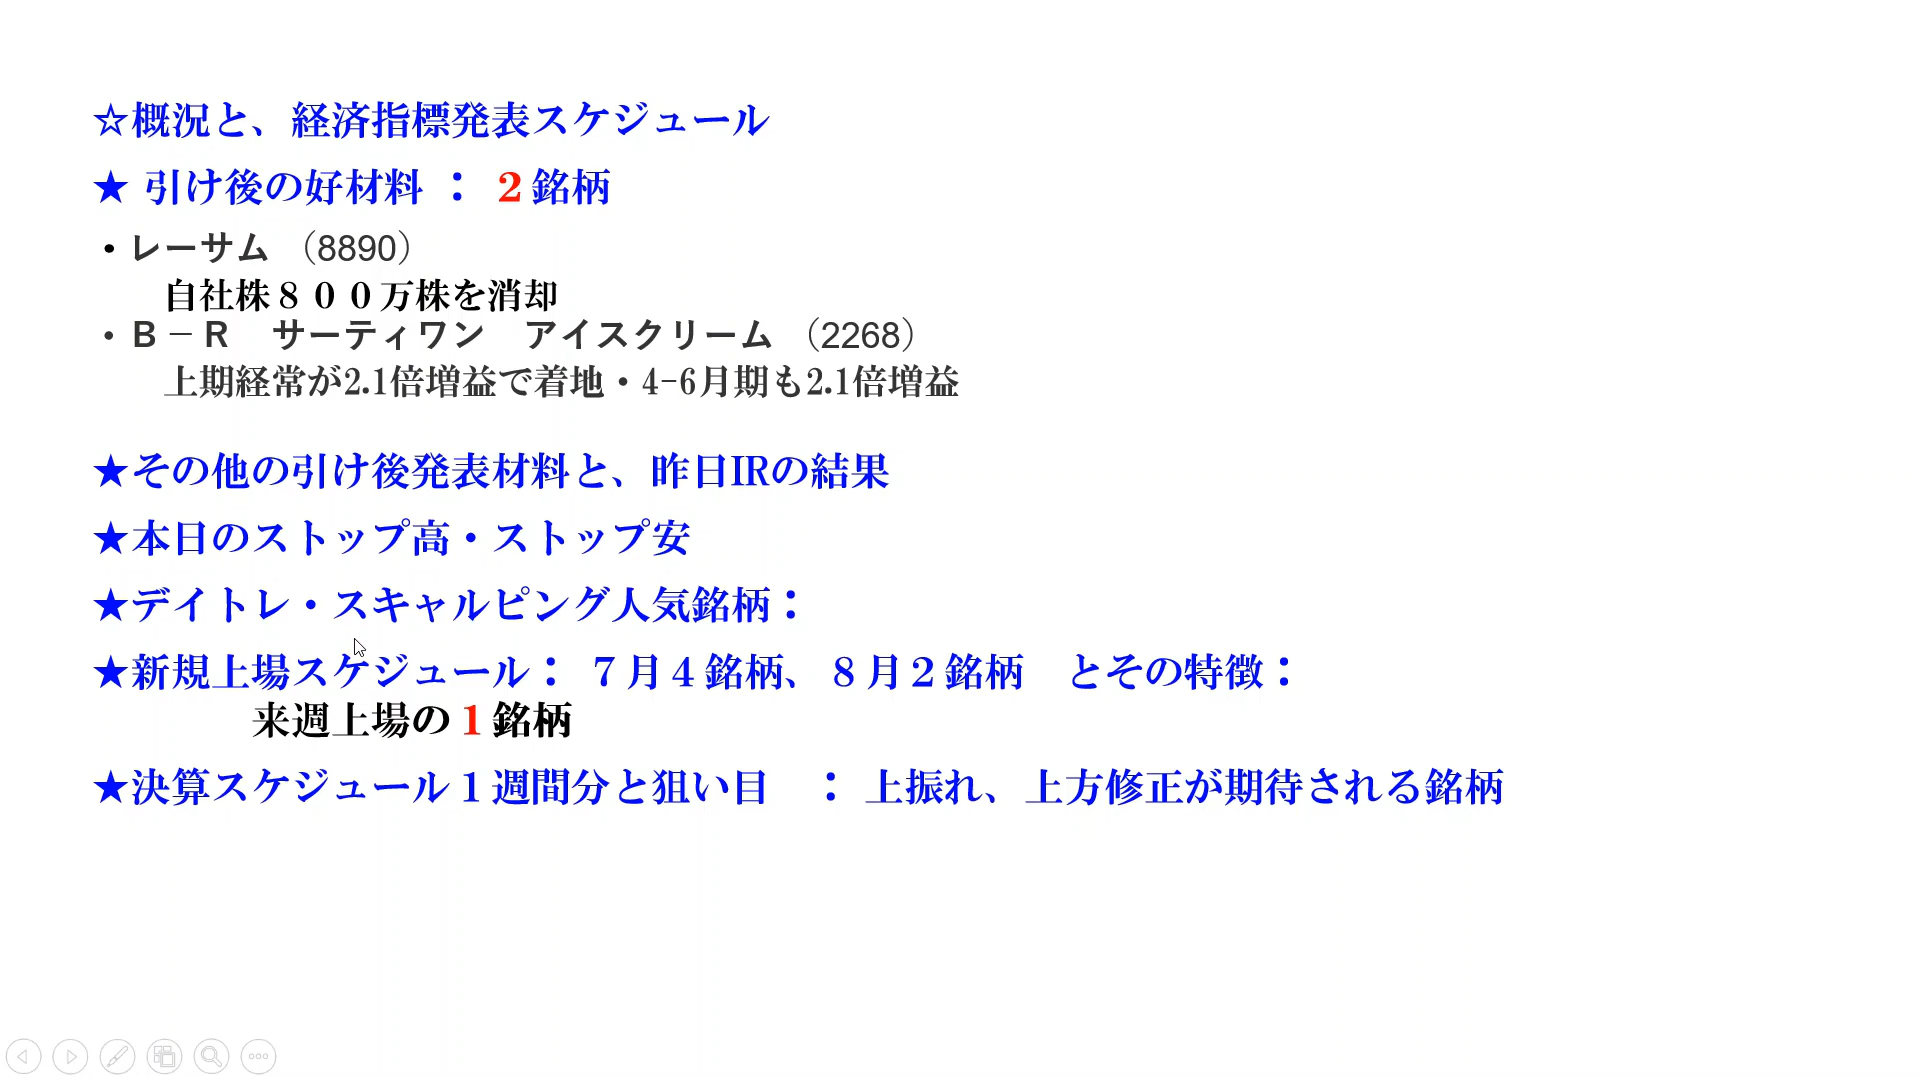 ☆概況と、経済指標発表スケジュール
★ 引け後の好材料 ： ２銘柄
・レーサム （8890）
自社株８００万株を消却
・Ｂ－Ｒ　サーティワン　アイスクリーム （2268）
上期経常が2.1倍増益で着地・4-6月期も2.1倍増益
★その他の引け後発表材料と、昨日IRの結果
★本日のストップ高・ストップ安
★デイトレ・スキャルピング人気銘柄：
★新規上場スケジュール： ７月４銘柄、８月２銘柄　とその特徴：
来週上場の１銘柄
★決算スケジュール１週間分と狙い目　： 上振れ、上方修正が期待される銘柄